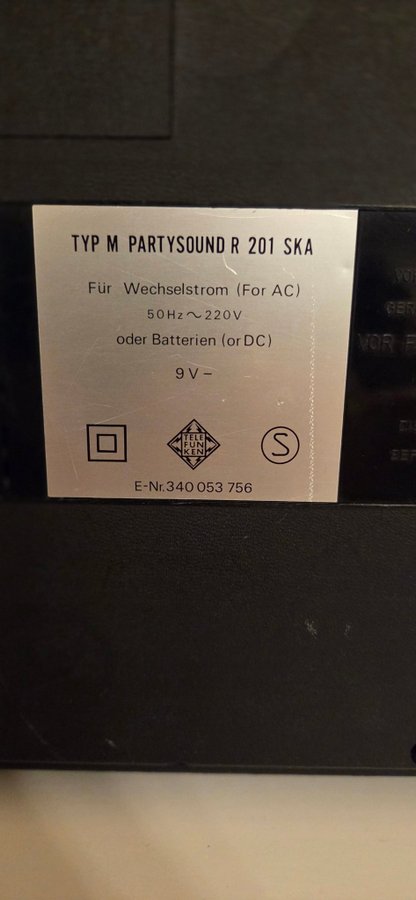 TYP M PARTYSOUND R 201 SKA
Für Wechselstrom (For AC)
50Hz ~ 220V
oder Batterien (or DC)
9V –
TELE
FUN
KEN
S
E-Nr. 340 053 756
VOR